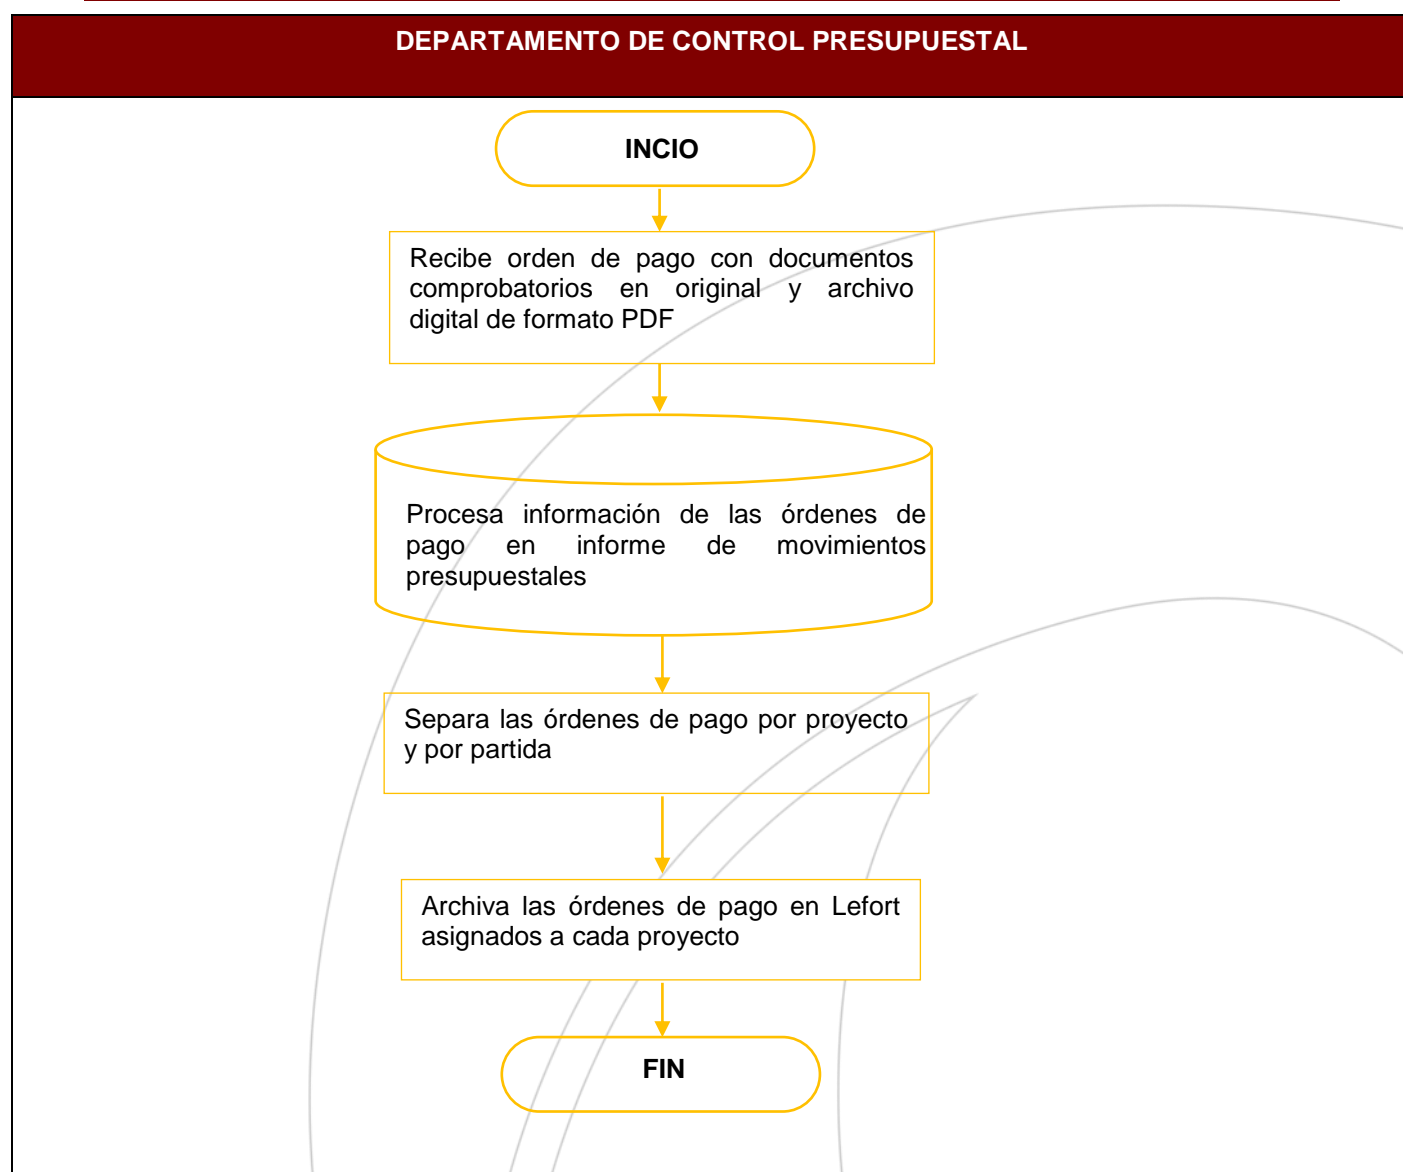 DEPARTAMENTO DE CONTROL PRESUPUESTAL
INCIO
Recibe orden de pago con documentos
comprobatorios en original y archivo
digital de formato PDF
Procesa información de las órdenes de
pago en informe de movimientos
presupuestales
Separa las órdenes de pago por proyecto
y por partida
Archiva las órdenes de pago en Lefort
asignados a cada proyecto
FIN